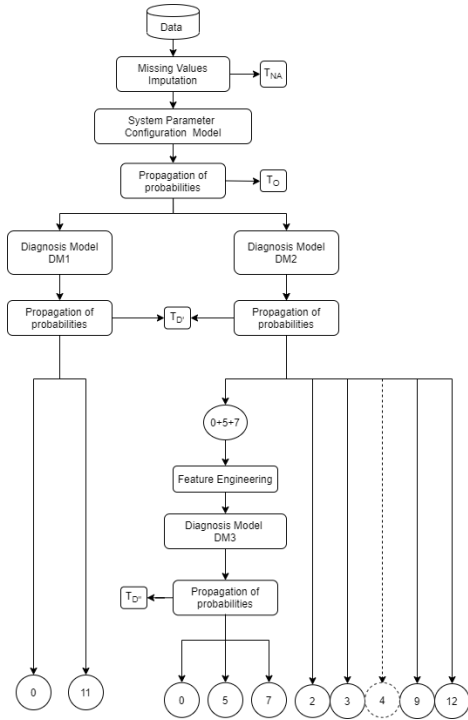 Data
Missing Values
Imputation
T_NA
System Parameter
Configuration Model
Propagation of
probabilities
T_O
Diagnosis Model
DM1
Diagnosis Model
DM2
Propagation of
probabilities
T_D'
Propagation of
probabilities
0+5+7
Feature Engineering
Diagnosis Model
DM3
T_D''
Propagation of
probabilities
0
11
0
5
7
2
3
4
9
12